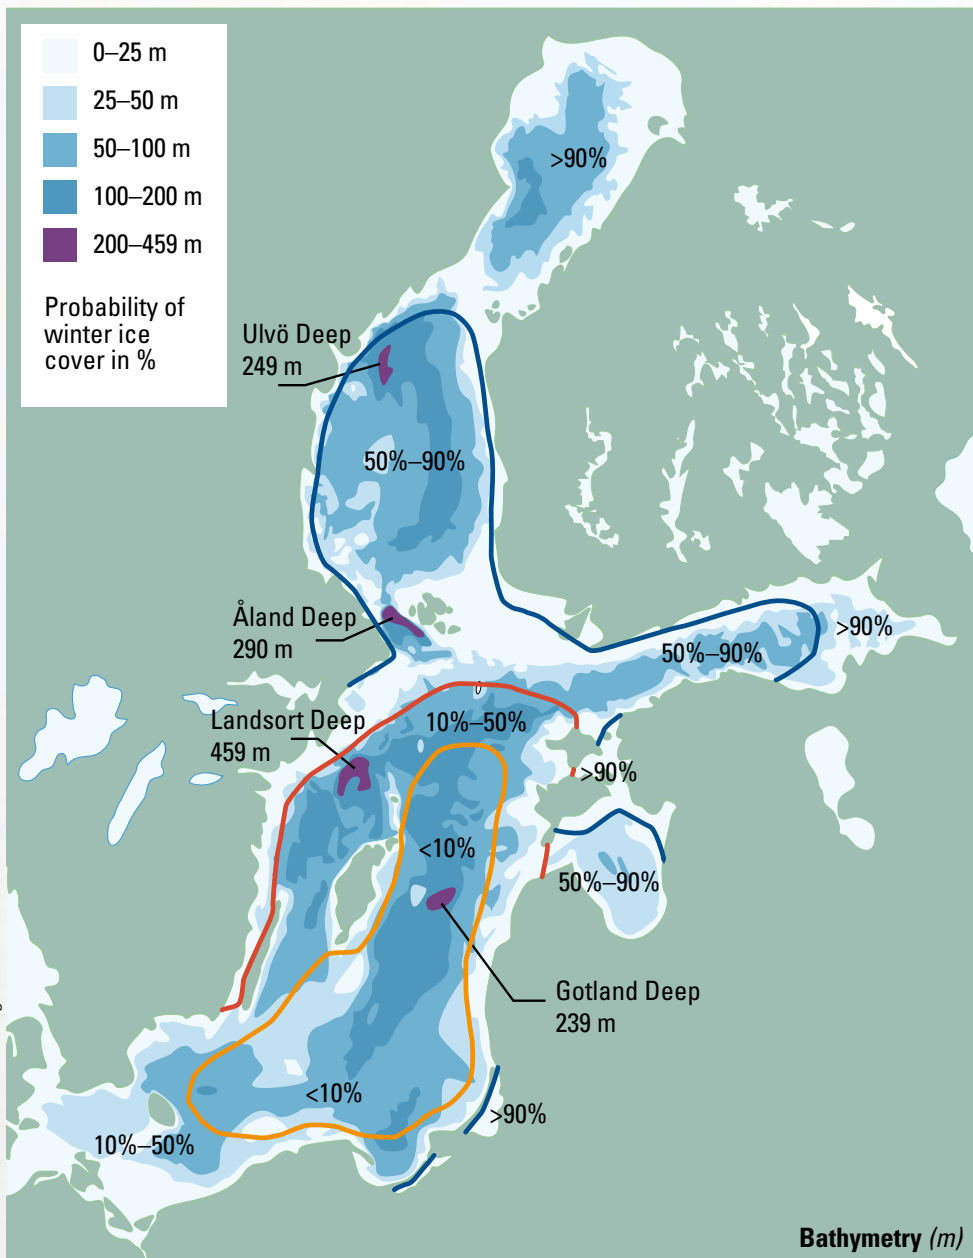 0–25 m
25–50 m
50–100 m
100–200 m
200–459 m
Probability of
winter ice
cover in %
>90%
Ulvö Deep
249 m
50%–90%
Åland Deep
290 m
>90%
50%–90%
Landsort Deep
459 m
10%–50%
>90%
<10%
50%–90%
Gotland Deep
239 m
<10%
>90%
10%–50%
Bathymetry (m)